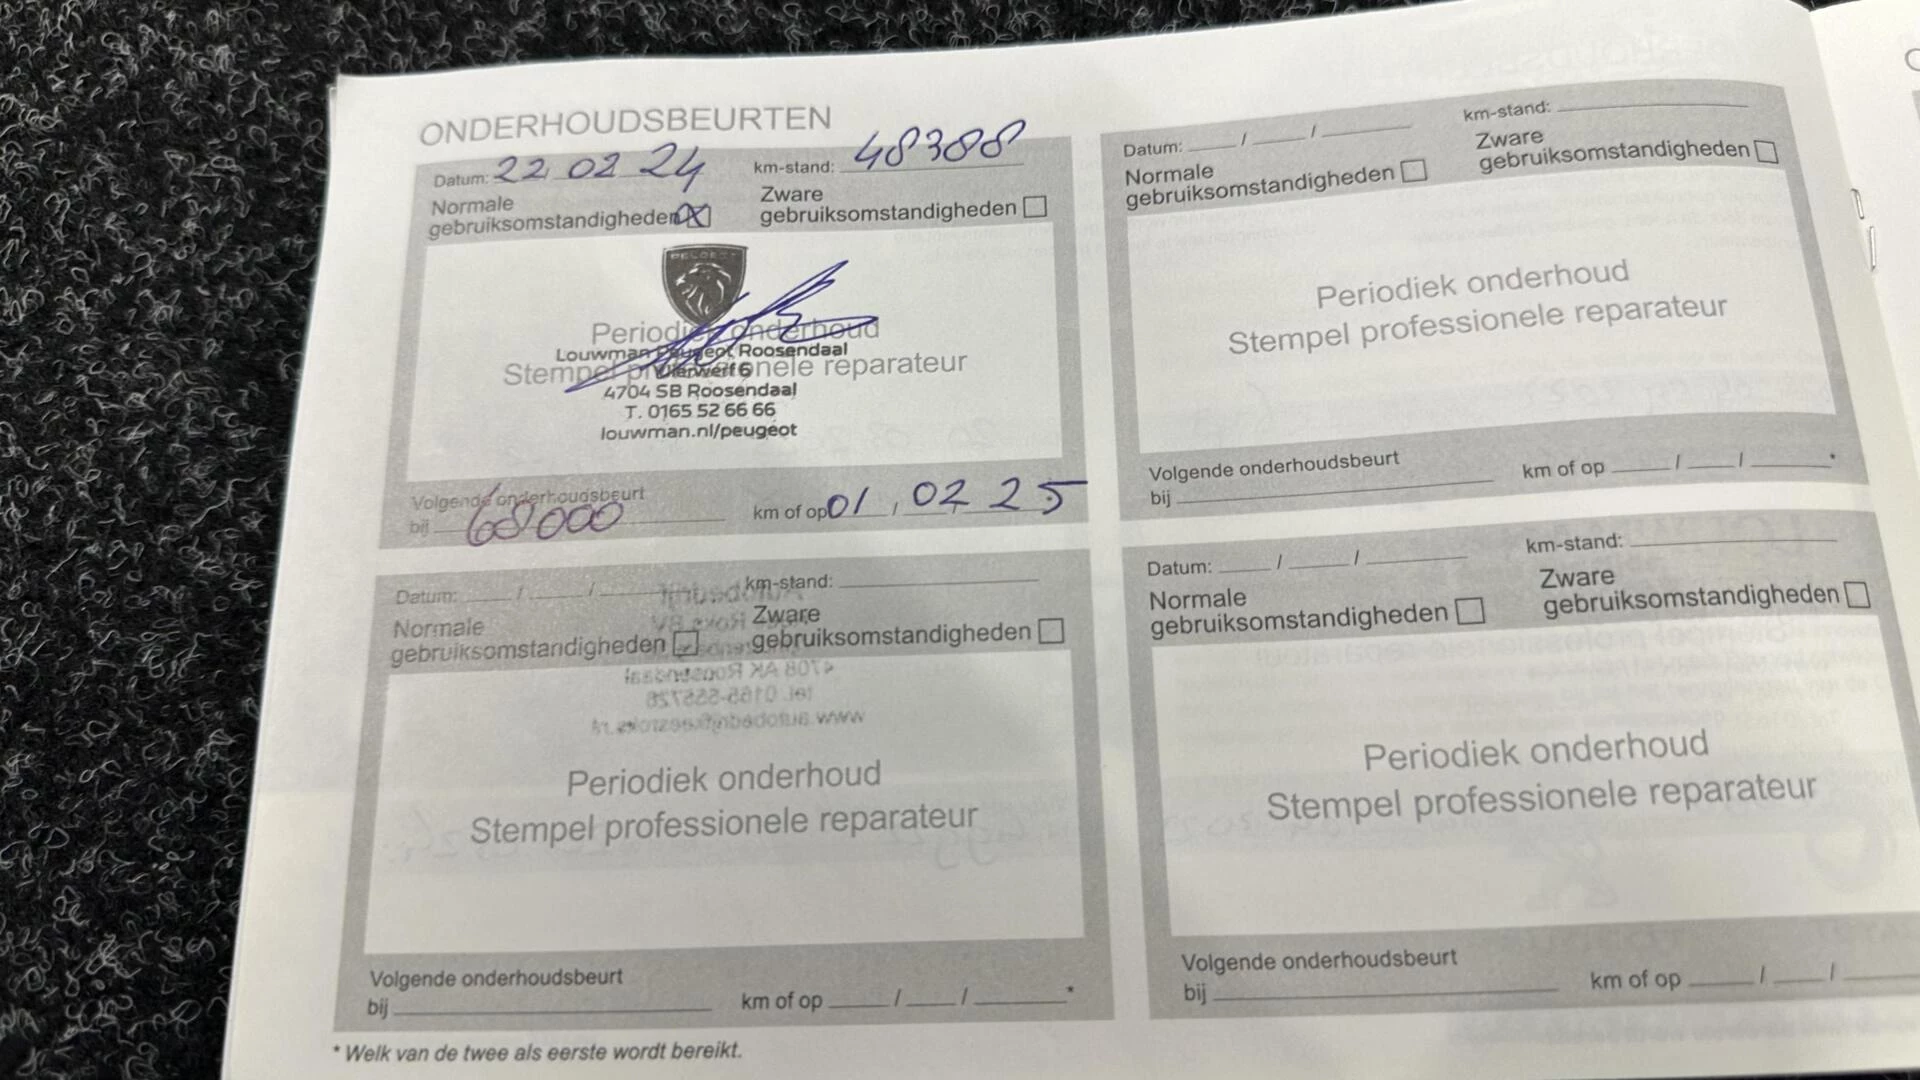 ONDERHOUDSBEURTEN
Datum: 22 02 24 km-stand: 48388
Normale gebruiksomstandigheden
Zware gebruiksomstandigheden
Periodiek onderhoud
Stempel professionele reparateur
Louwman Peugeot Roosendaal
4704 SB Roosendaal
T. 0165 52 66 66
louwman.nl/peugeot
Volgende onderhoudsbeurt
bij 68000 km of op 01 / 02 25
Datum: / / km-stand:
Normale gebruiksomstandigheden
Zware gebruiksomstandigheden
Periodiek onderhoud
Stempel professionele reparateur
Volgende onderhoudsbeurt
bij km of op / / *
* Welk van de twee als eerste wordt bereikt.
Datum: / / km-stand:
Normale gebruiksomstandigheden
Zware gebruiksomstandigheden
Periodiek onderhoud
Stempel professionele reparateur
Volgende onderhoudsbeurt
bij km of op / / *
Datum: / / km-stand:
Normale gebruiksomstandigheden
Zware gebruiksomstandigheden
Periodiek onderhoud
Stempel professionele reparateur
Volgende onderhoudsbeurt
bij km of op / /